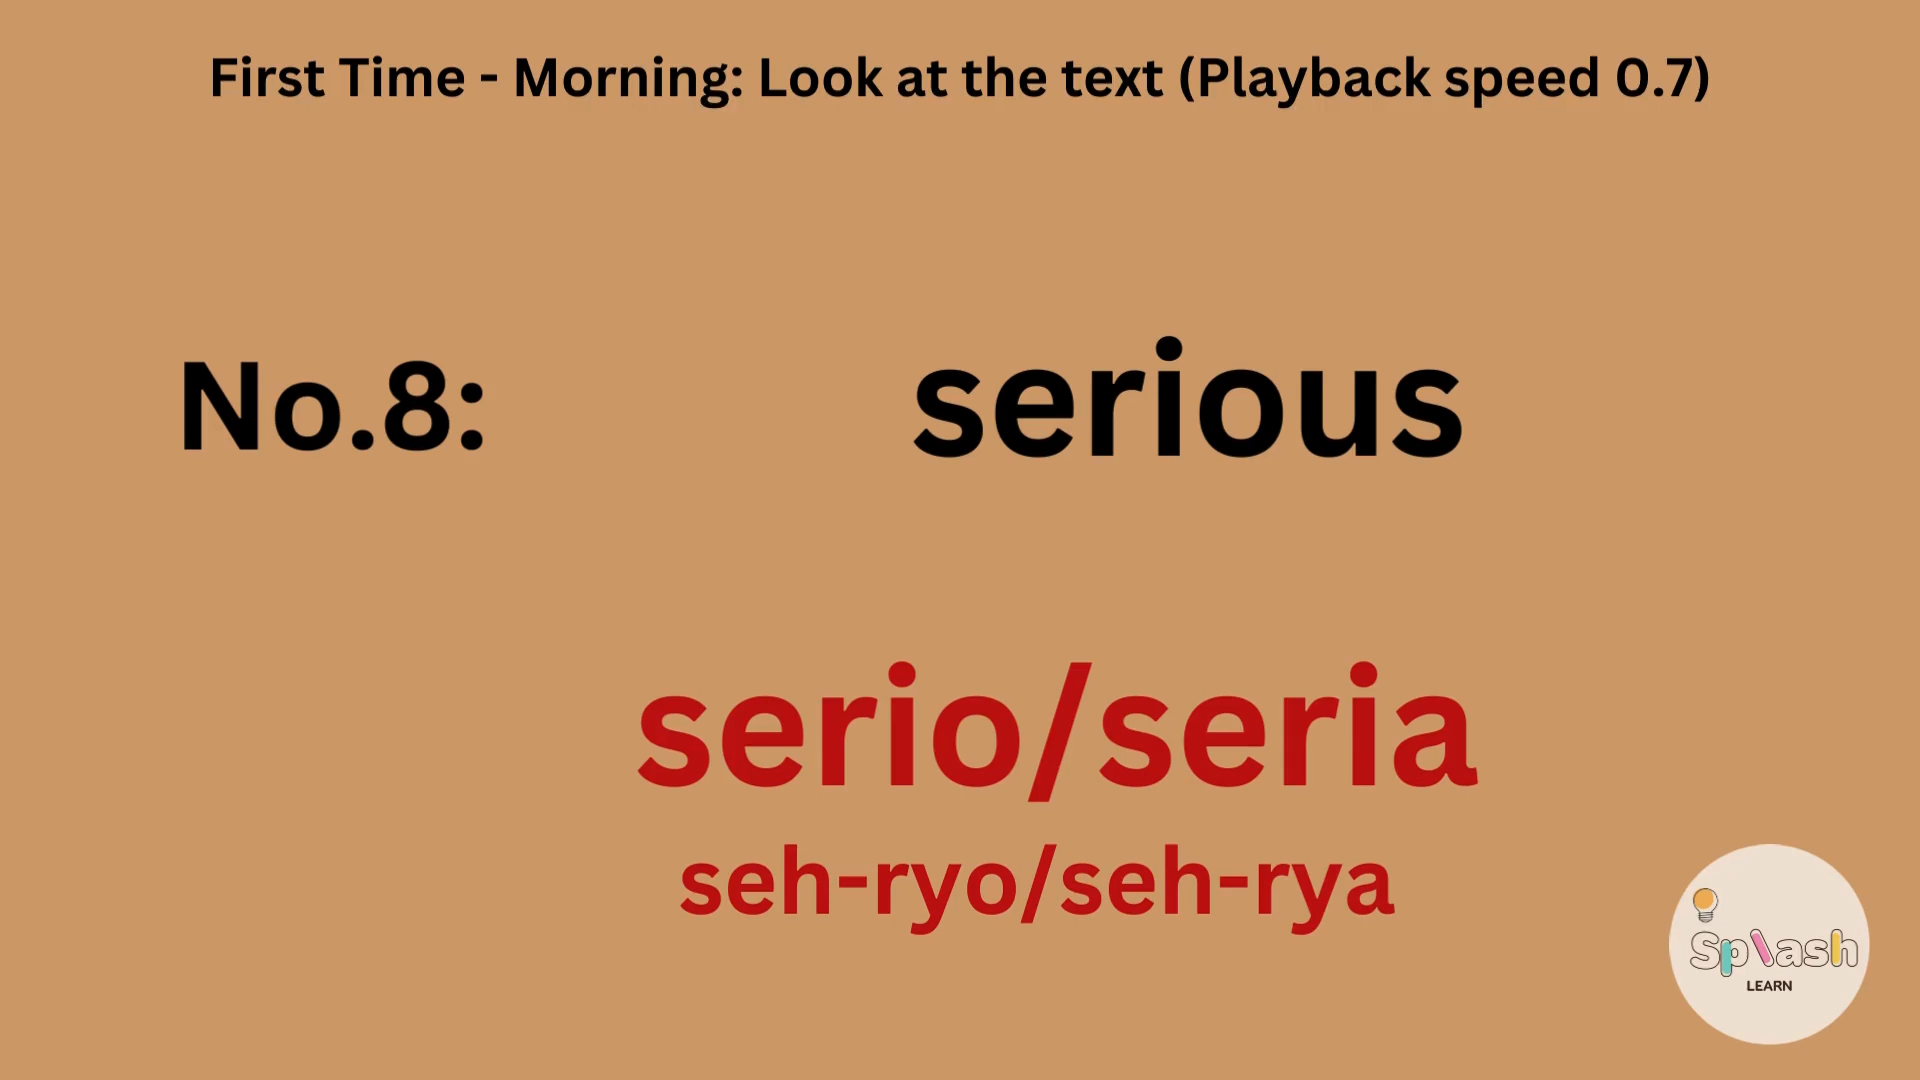 First Time - Morning: Look at the text (Playback speed 0.7)
No.8: serious
serio/seria
seh-ryo/seh-rya
Splash
LEARN